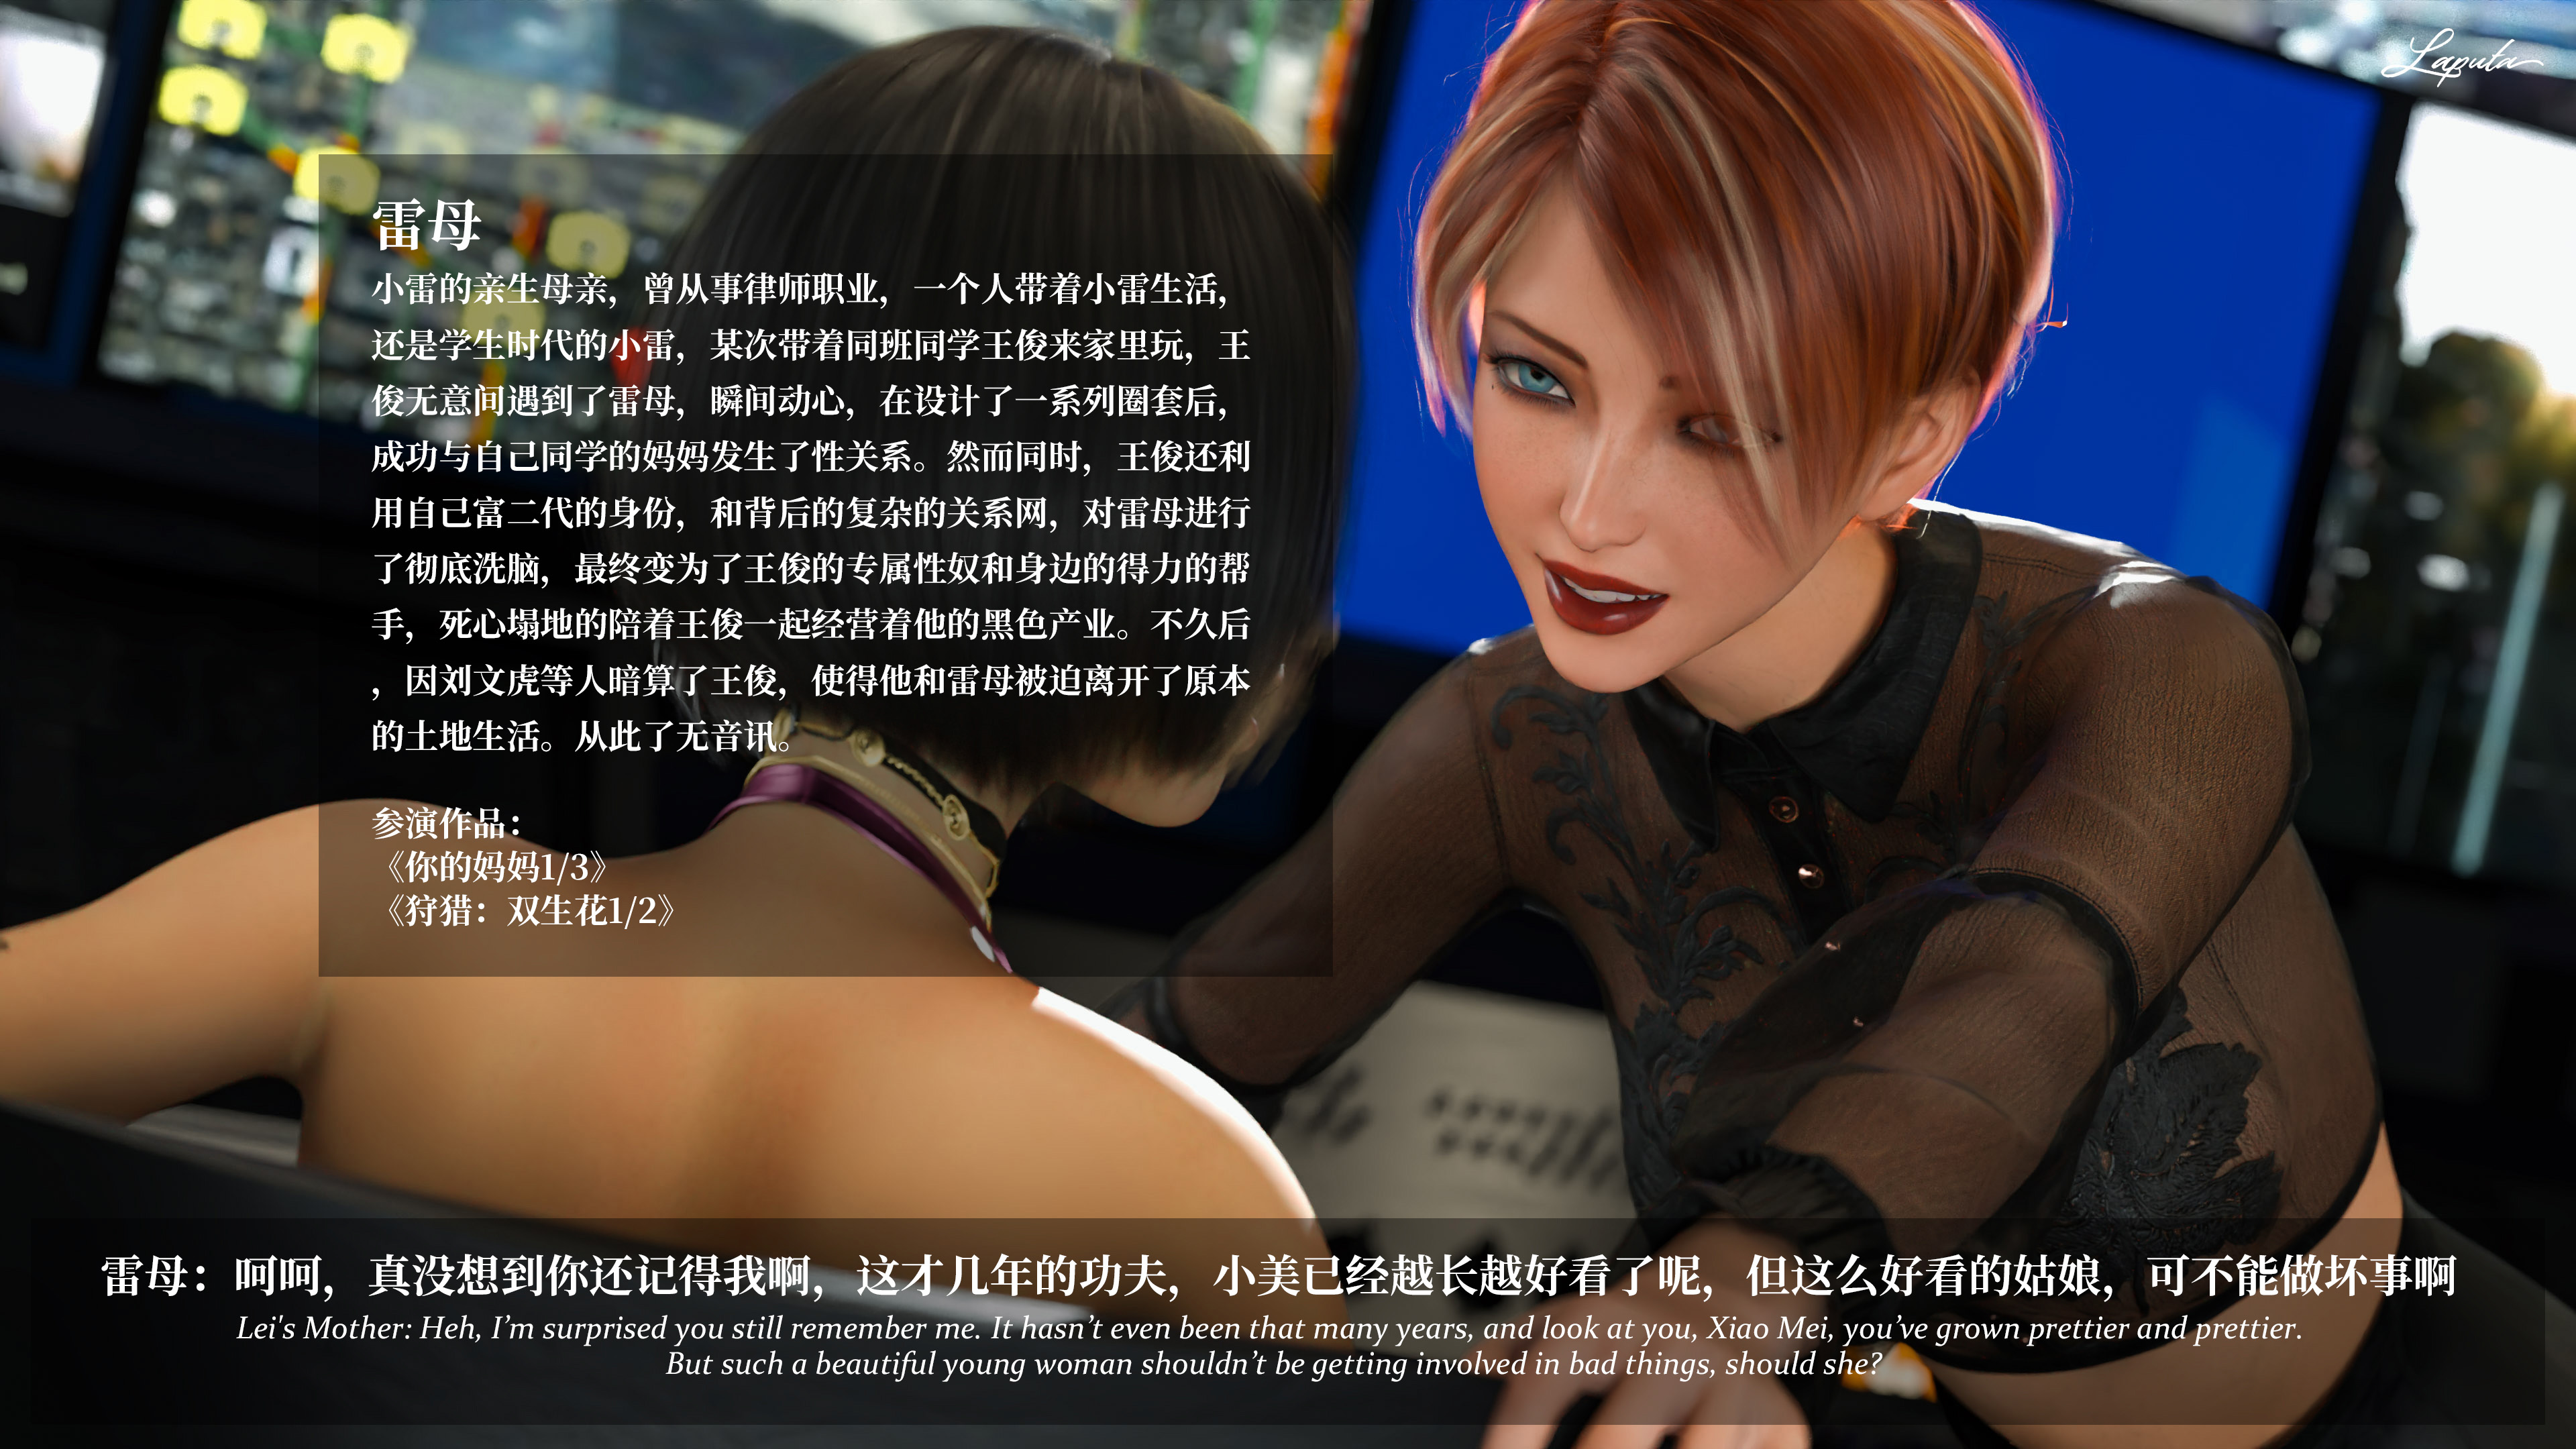 Laputa
雷母
小雷的亲生母亲，曾从事律师职业，一个人带着小雷生活，
还是学生时代的小雷，某次带着同班同学王俊来家里玩，王
俊无意间遇到了雷母，瞬间动心，在设计了一系列圈套后，
成功与自己同学的妈妈发生了性关系。然而同时，王俊还利
用自己富二代的身份，和背后的复杂的关系网，对雷母进行
了彻底洗脑，最终变为了王俊的专属性奴和身边的得力的帮
手，死心塌地的陪着王俊一起经营着他的黑色产业。不久后
，因刘文虎等人暗算了王俊，使得他和雷母被迫离开了原本
的土地生活。从此了无音讯。
参演作品：
《你的妈妈1/3》
《狩猎：双生花1/2》
雷母：呵呵，真没想到你还记得我啊，这才几年的功夫，小美已经越长越好看了呢，但这么好看的姑娘，可不能做坏事啊
Lei's Mother: Heh, I’m surprised you still remember me. It hasn’t even been that many years, and look at you, Xiao Mei, you’ve grown prettier and prettier.
But such a beautiful young woman shouldn’t be getting involved in bad things, should she?